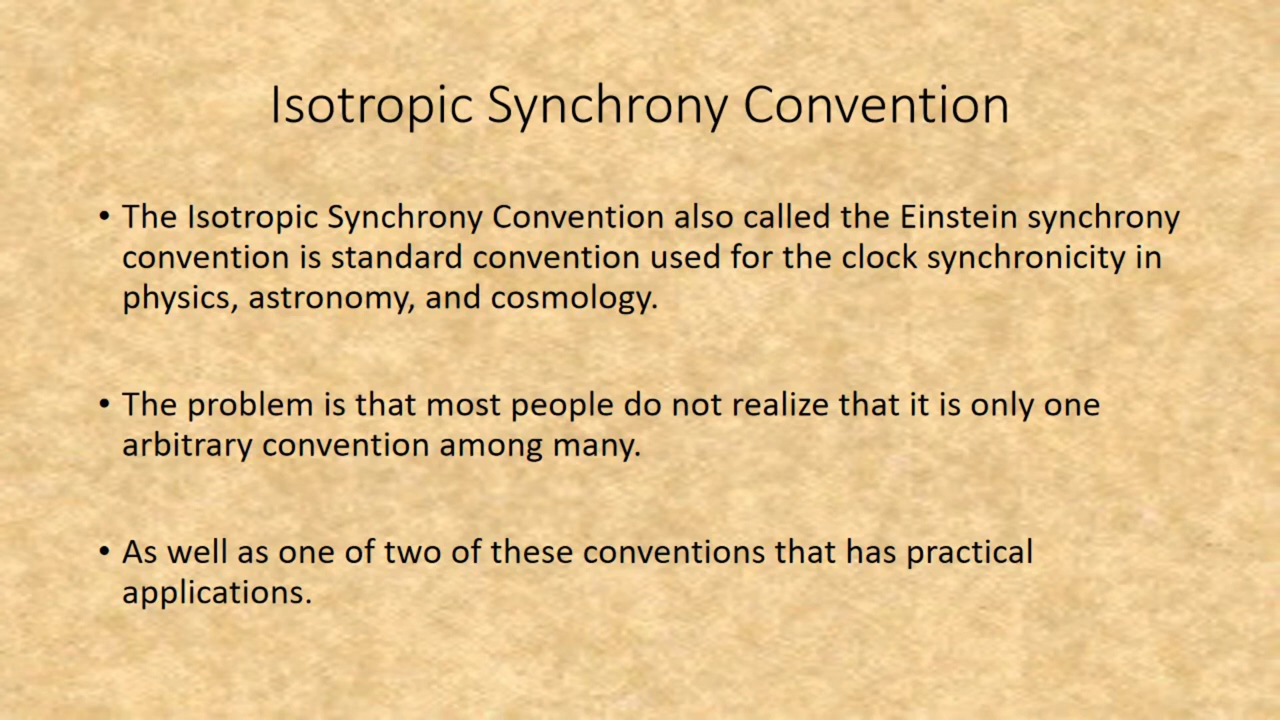 Isotropic Synchrony Convention
• The Isotropic Synchrony Convention also called the Einstein synchrony
convention is standard convention used for the clock synchronicity in
physics, astronomy, and cosmology.
• The problem is that most people do not realize that it is only one
arbitrary convention among many.
• As well as one of two of these conventions that has practical
applications.